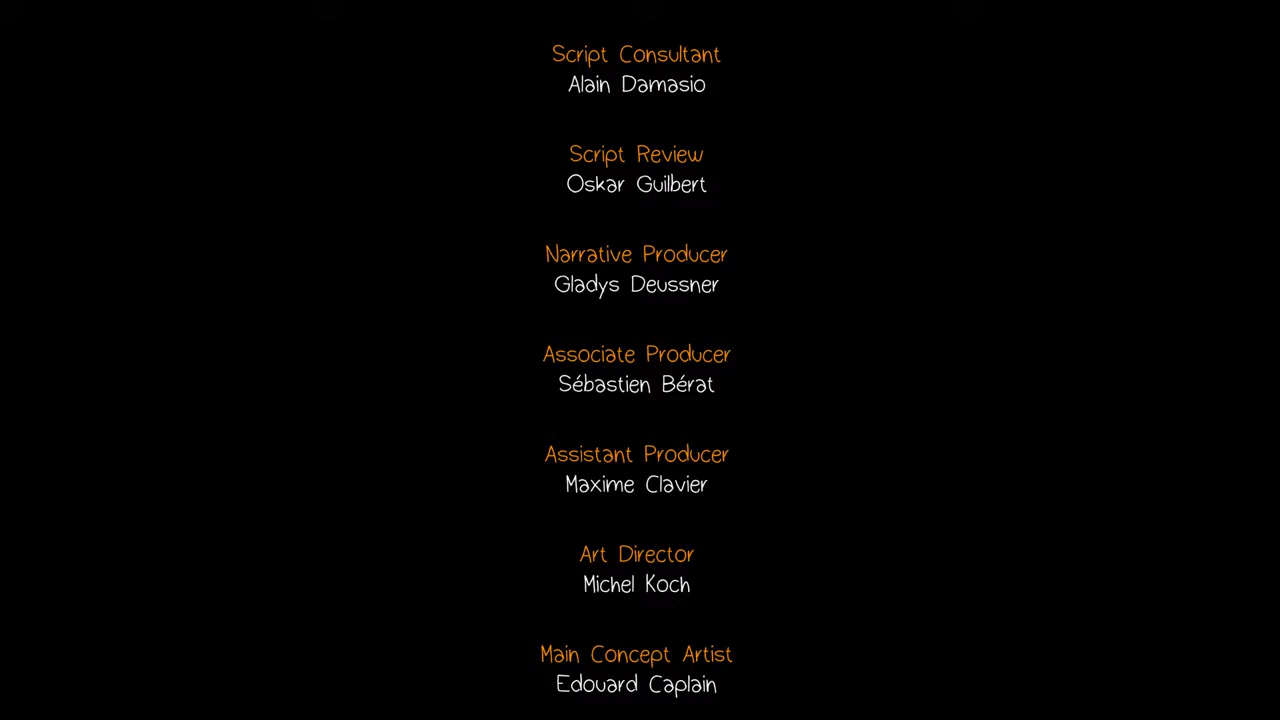 Script Consultant
Alain Damasio
Script Review
Oskar Guilbert
Narrative Producer
Gladys Deussner
Associate Producer
Sébastien Bérat
Assistant Producer
Maxime Clavier
Art Director
Michel Koch
Main Concept Artist
Edouard Caplain